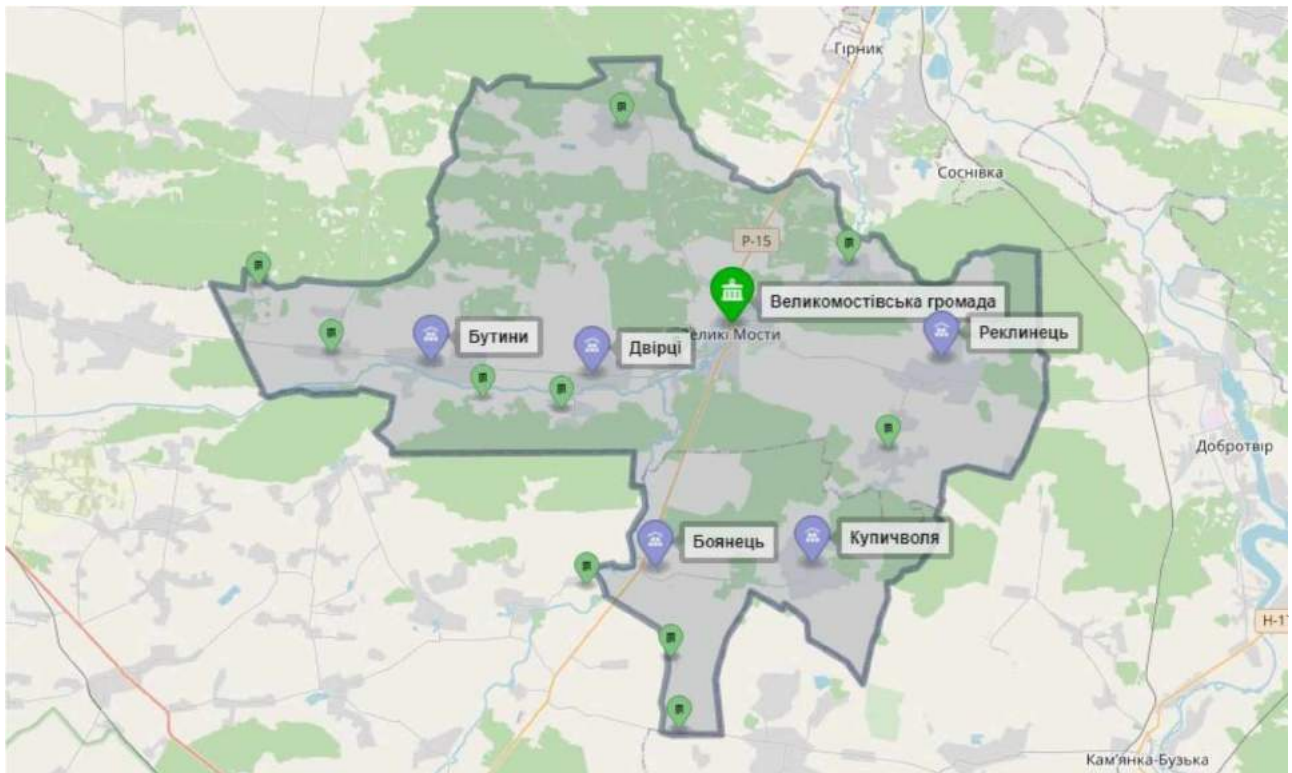 Гірник
Соснівка
Р-15
Великомостівська громада
Великі Мости
Бутини
Двірці
Реклинець
Добротвір
Боянець
Купичволя
Н-17
Кам'янка-Бузька